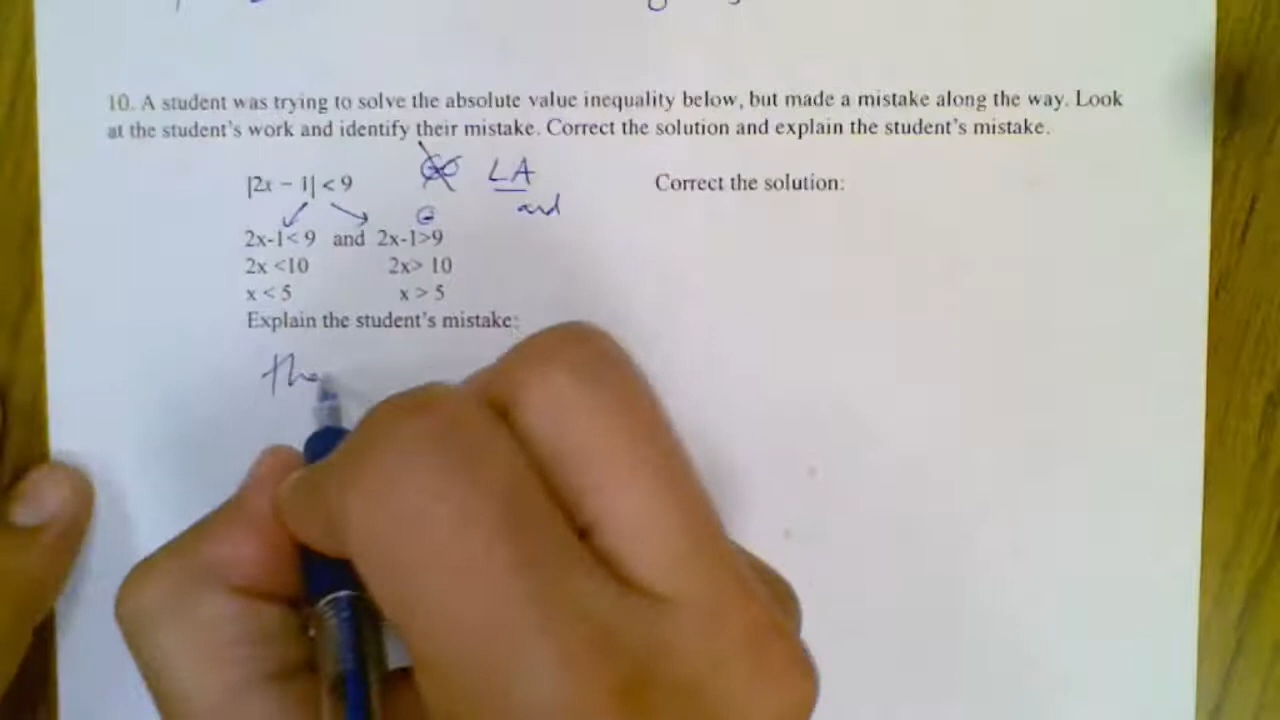 10. A student was trying to solve the absolute value inequality below, but made a mistake along the way. Look
at the student's work and identify their mistake. Correct the solution and explain the student's mistake.
|2x - 1| < 9
LA
Correct the solution:
and
2x-1< 9 and 2x-1>9
2x <10 2x> 10
x < 5 x > 5
Explain the student's mistake:
the